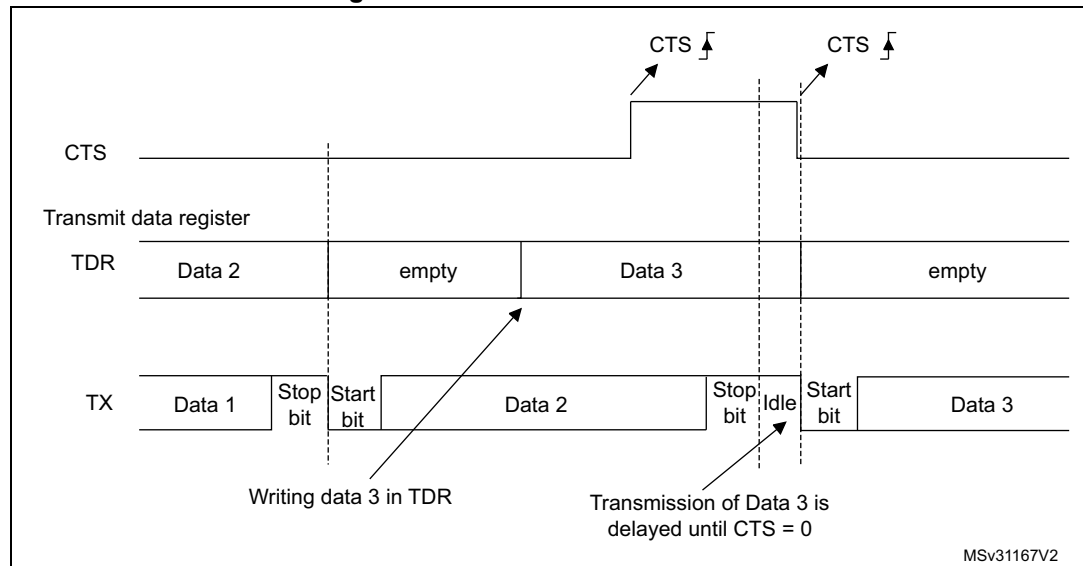 CTS CTS
CTS
Transmit data register
TDR Data 2 empty Data 3 empty
TX Data 1 Stop bit Start bit Data 2 Stop bit Idle Start bit Data 3
Writing data 3 in TDR
Transmission of Data 3 is
delayed until CTS = 0
MSv31167V2